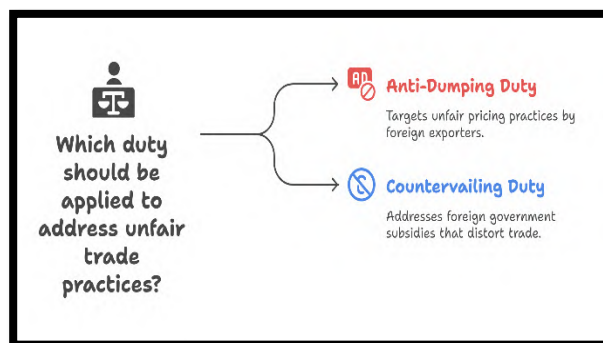 Which duty
should be
applied to
address unfair
trade
practices?
AD
Anti-Dumping Duty
Targets unfair pricing practices by
foreign exporters.
Countervailing Duty
Addresses foreign government
subsidies that distort trade.